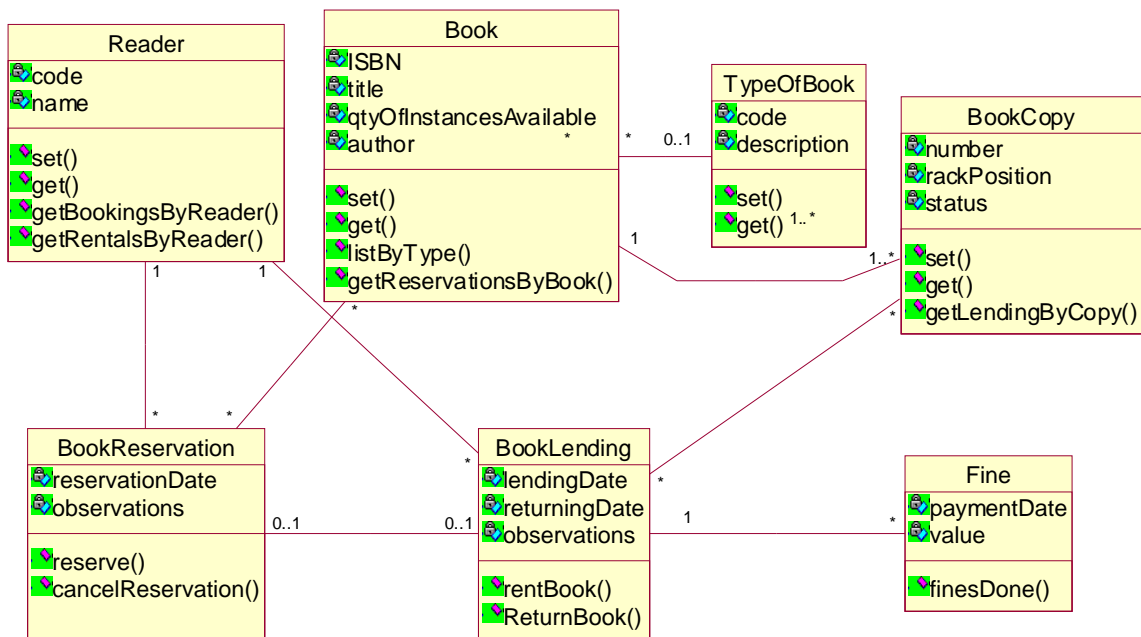 Reader
code
name
set()
get()
getBookingsByReader()
getRentalsByReader()
Book
ISBN
title
qtyOfInstancesAvailable
author
set()
get()
listByType()
getReservationsByBook()
TypeOfBook
code
description
set()
get()
BookCopy
number
rackPosition
status
set()
get()
getLendingByCopy()
*
*
0..1
1..*
1
1..*
1
1
*
*
*
*
*
*
BookReservation
reservationDate
observations
reserve()
cancelReservation()
0..1
0..1
BookLending
lendingDate
returningDate
observations
rentBook()
ReturnBook()
1
*
Fine
paymentDate
value
finesDone()